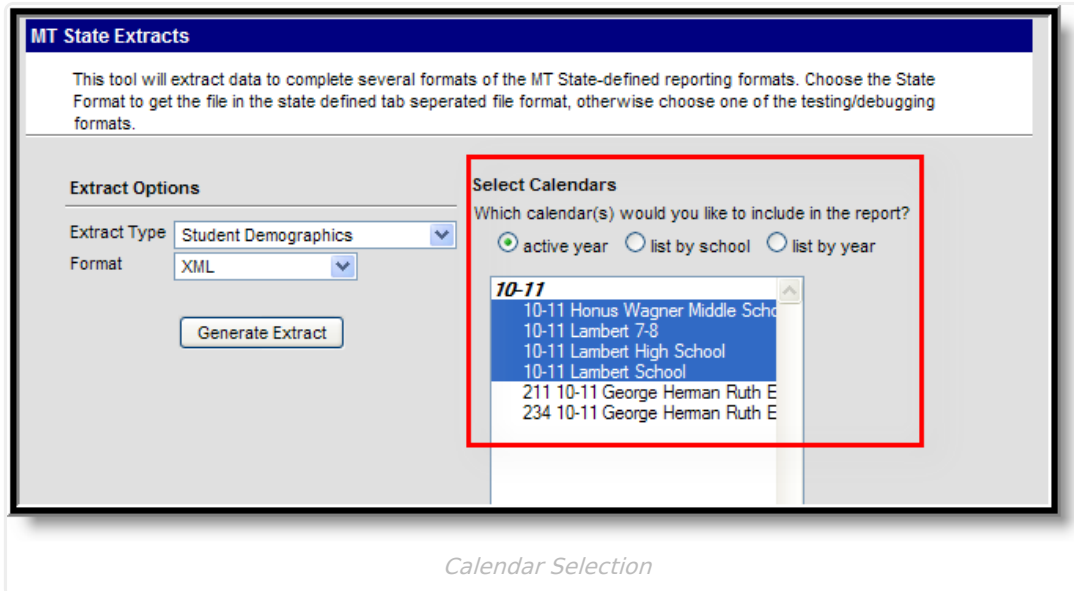 MT State Extracts
This tool will extract data to complete several formats of the MT State-defined reporting formats. Choose the State
Format to get the file in the state defined tab seperated file format, otherwise choose one of the testing/debugging
formats.
Extract Options
Extract Type Student Demographics
Format XML
Generate Extract
Select Calendars
Which calendar(s) would you like to include in the report?
active year list by school list by year
10-11
10-11 Honus Wagner Middle Scho
10-11 Lambert 7-8
10-11 Lambert High School
10-11 Lambert School
211 10-11 George Herman Ruth E
234 10-11 George Herman Ruth E
Calendar Selection